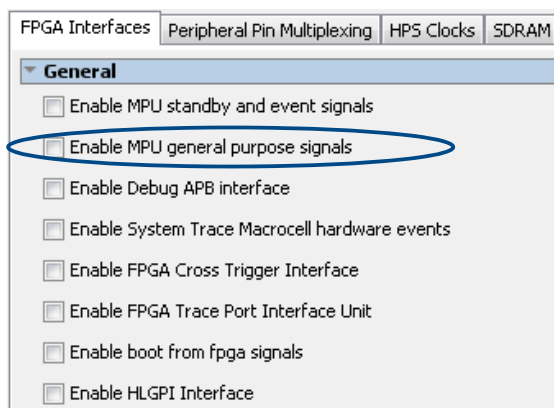 FPGA Interfaces Peripheral Pin Multiplexing HPS Clocks SDRAM
General
Enable MPU standby and event signals
Enable MPU general purpose signals
Enable Debug APB interface
Enable System Trace Macrocell hardware events
Enable FPGA Cross Trigger Interface
Enable FPGA Trace Port Interface Unit
Enable boot from fpga signals
Enable HLGPI Interface